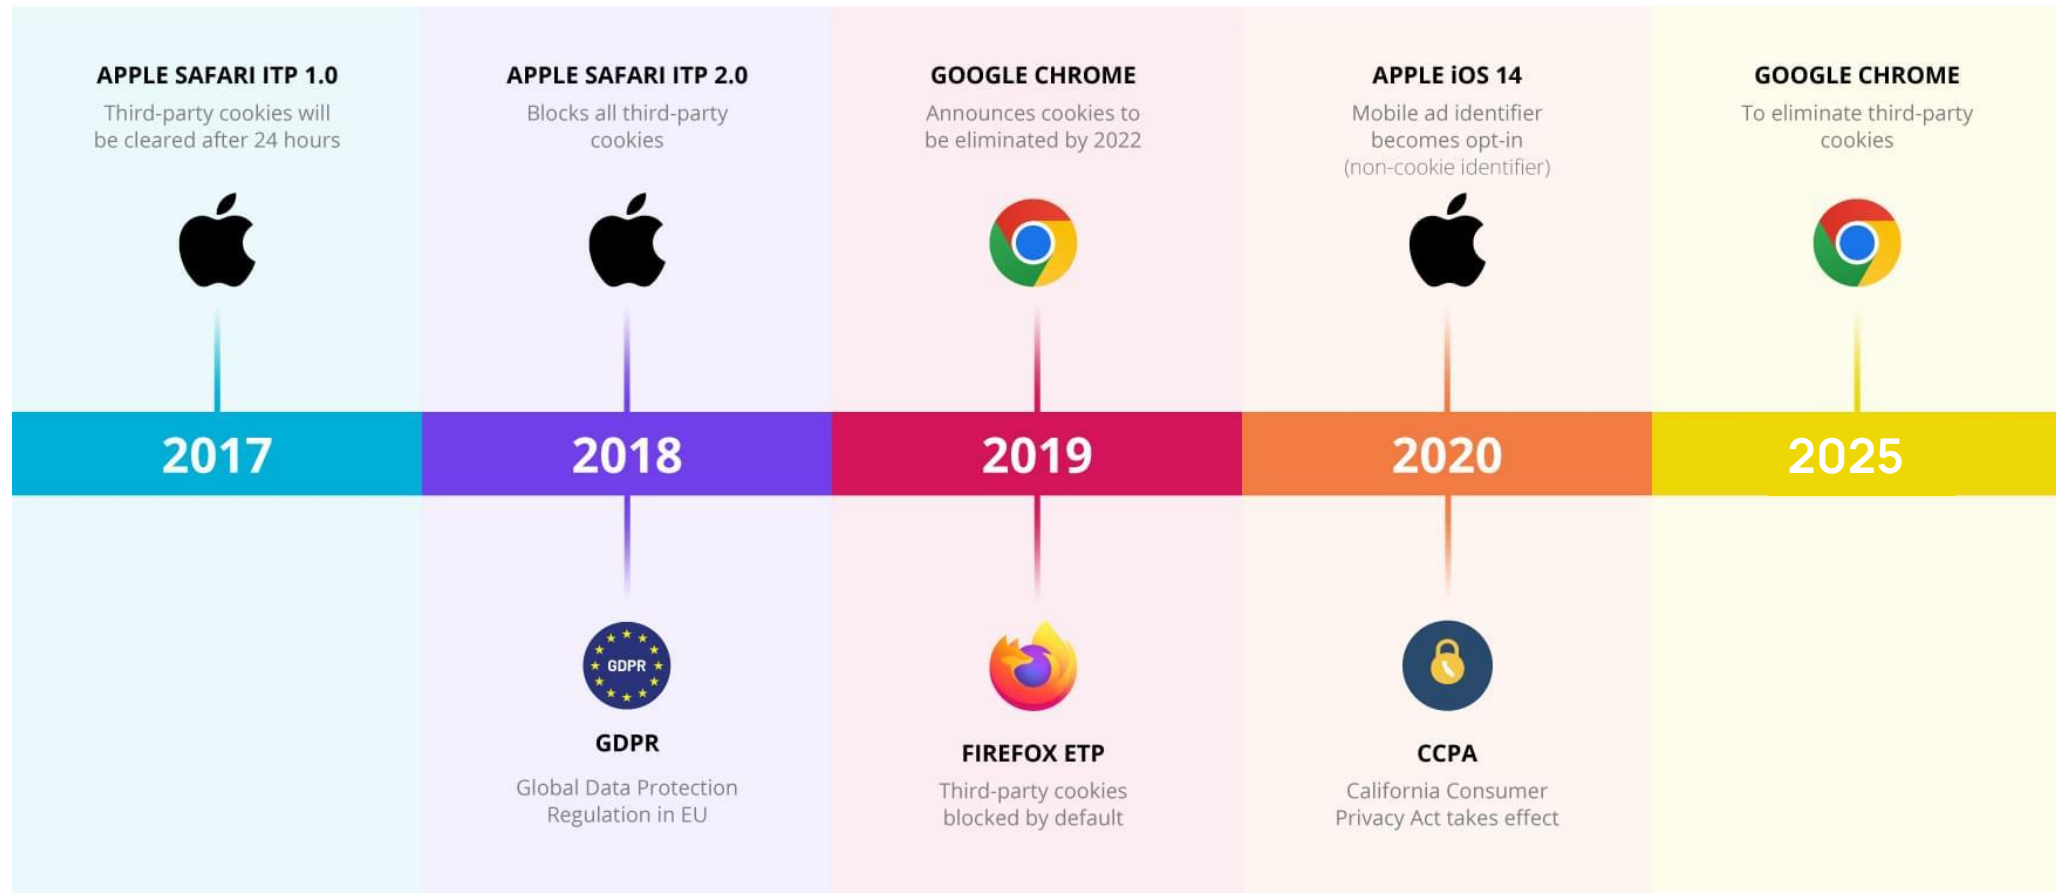 APPLE SAFARI ITP 1.0
Third-party cookies will
be cleared after 24 hours
APPLE SAFARI ITP 2.0
Blocks all third-party
cookies
GOOGLE CHROME
Announces cookies to
be eliminated by 2022
APPLE iOS 14
Mobile ad identifier
becomes opt-in
(non-cookie identifier)
GOOGLE CHROME
To eliminate third-party
cookies
2017
2018
2019
2020
2025
GDPR
GDPR
Global Data Protection
Regulation in EU
FIREFOX ETP
Third-party cookies
blocked by default
CCPA
California Consumer
Privacy Act takes effect